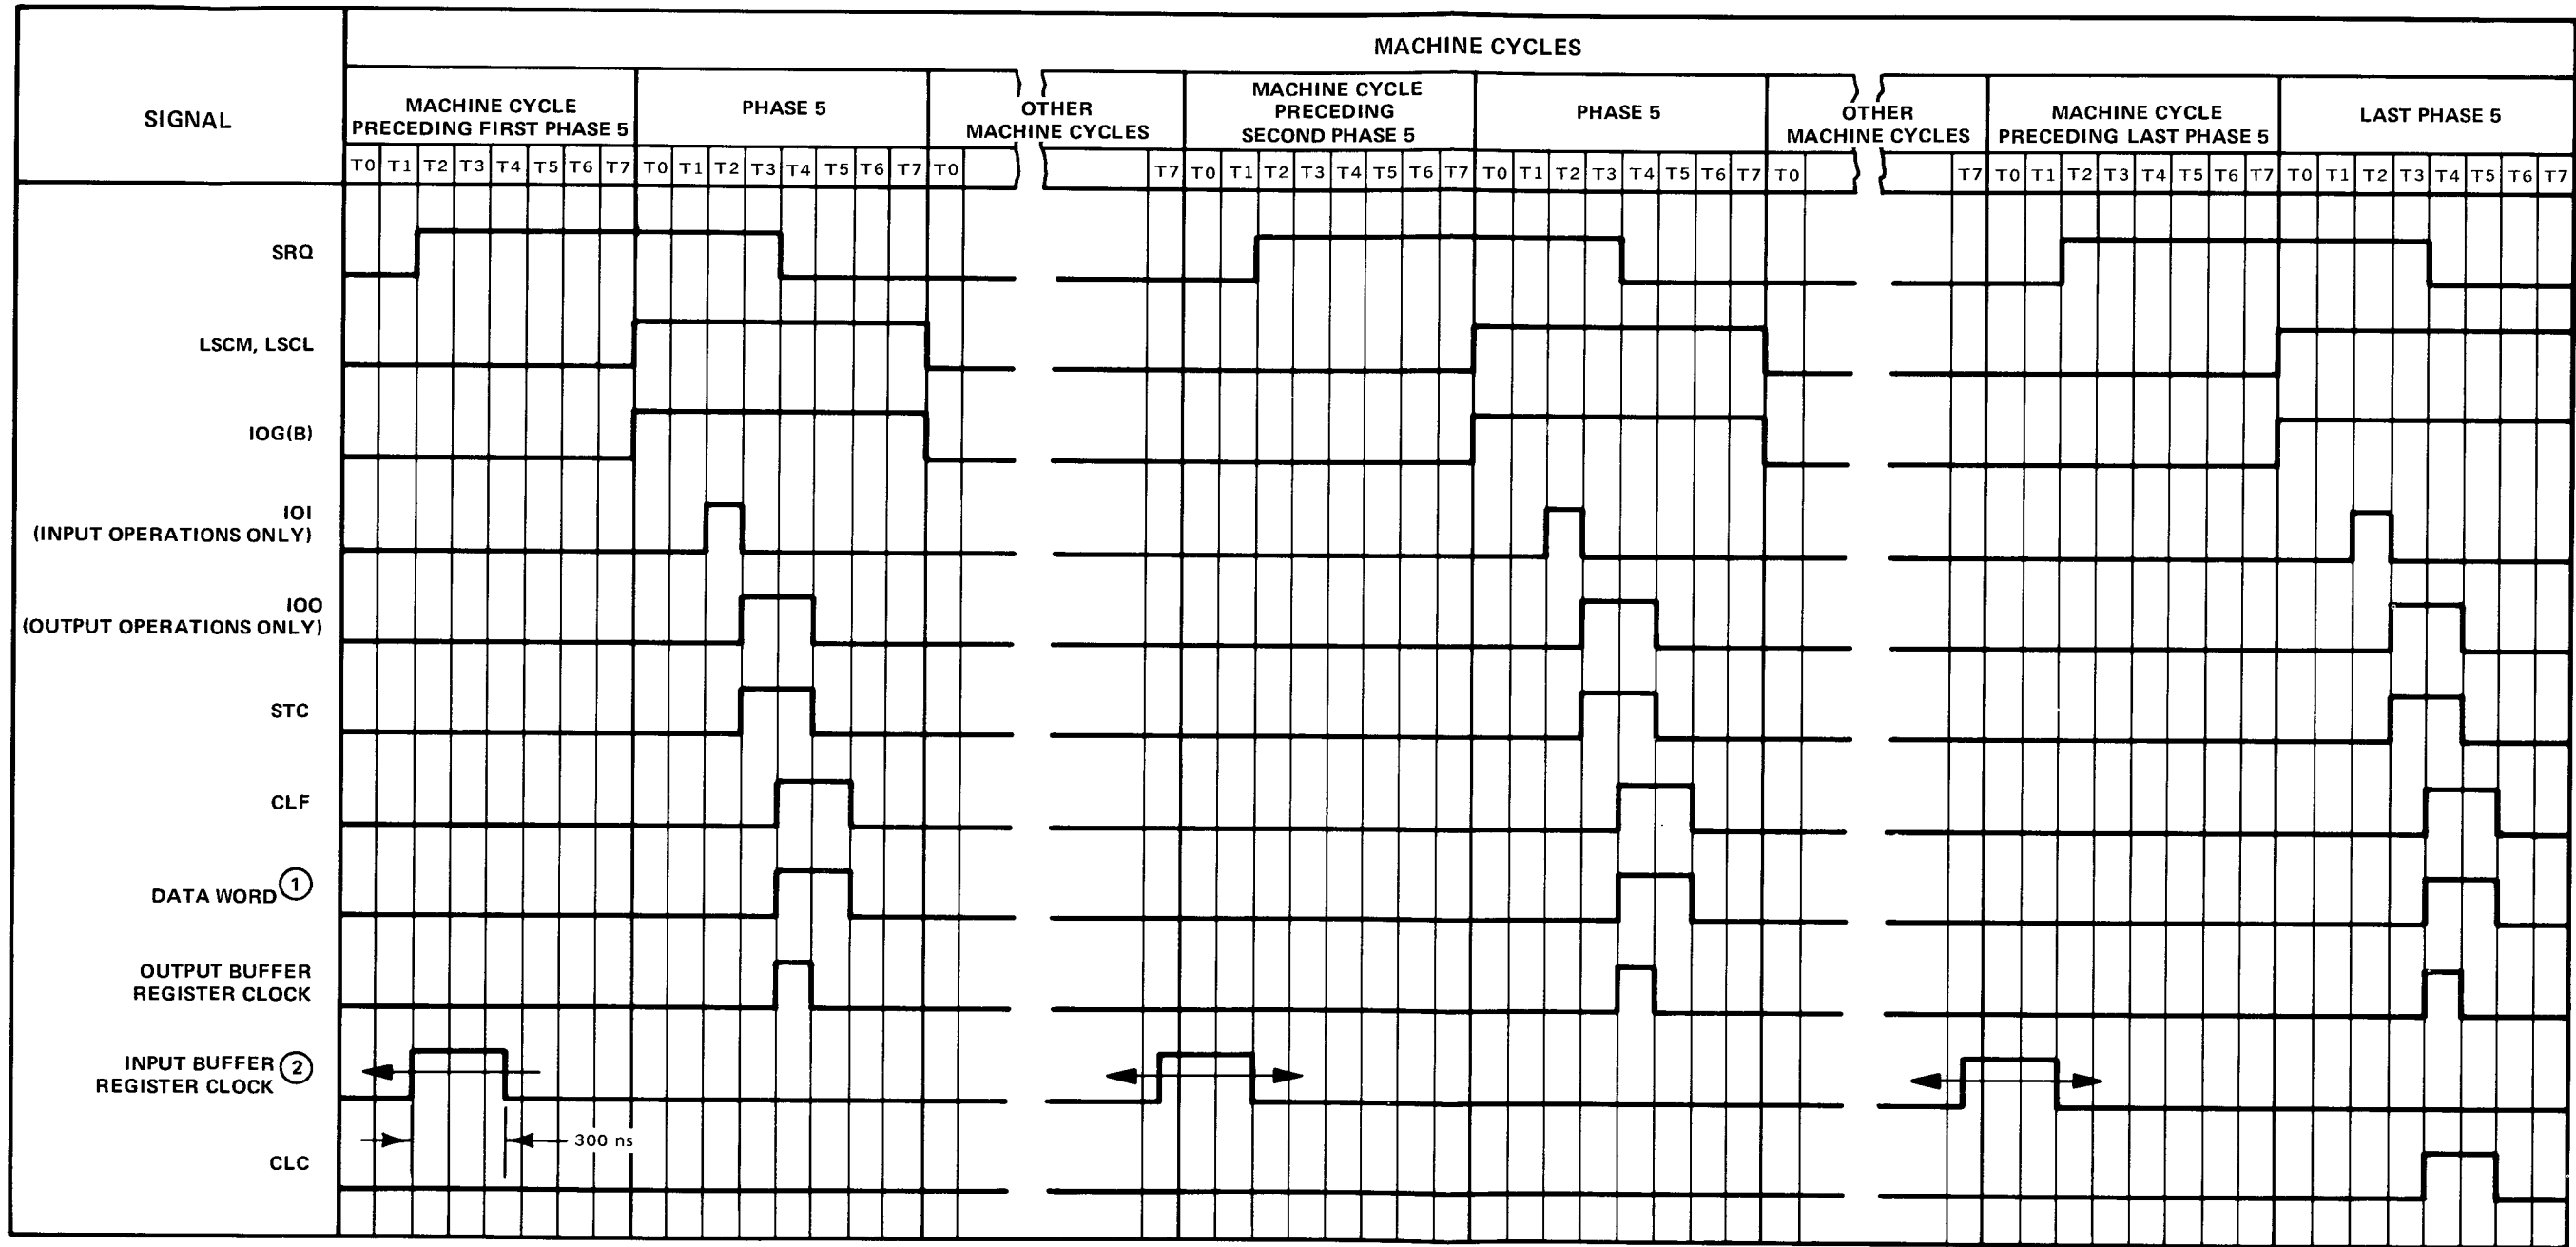 MACHINE CYCLES
SIGNAL
MACHINE CYCLE
PRECEDING FIRST PHASE 5
PHASE 5
OTHER
MACHINE CYCLES
MACHINE CYCLE
PRECEDING
SECOND PHASE 5
PHASE 5
OTHER
MACHINE CYCLES
MACHINE CYCLE
PRECEDING LAST PHASE 5
LAST PHASE 5
T0 T1 T2 T3 T4 T5 T6 T7 T0 T1 T2 T3 T4 T5 T6 T7 T0 T7 T0 T1 T2 T3 T4 T5 T6 T7 T0 T1 T2 T3 T4 T5 T6 T7 T0 T7 T0 T1 T2 T3 T4 T5 T6 T7 T0 T1 T2 T3 T4 T5 T6 T7
SRQ
LSCM, LSCL
IOG(B)
IOI
(INPUT OPERATIONS ONLY)
IOO
(OUTPUT OPERATIONS ONLY)
STC
CLF
DATA WORD 1
OUTPUT BUFFER
REGISTER CLOCK
INPUT BUFFER 2
REGISTER CLOCK
300 ns
CLC